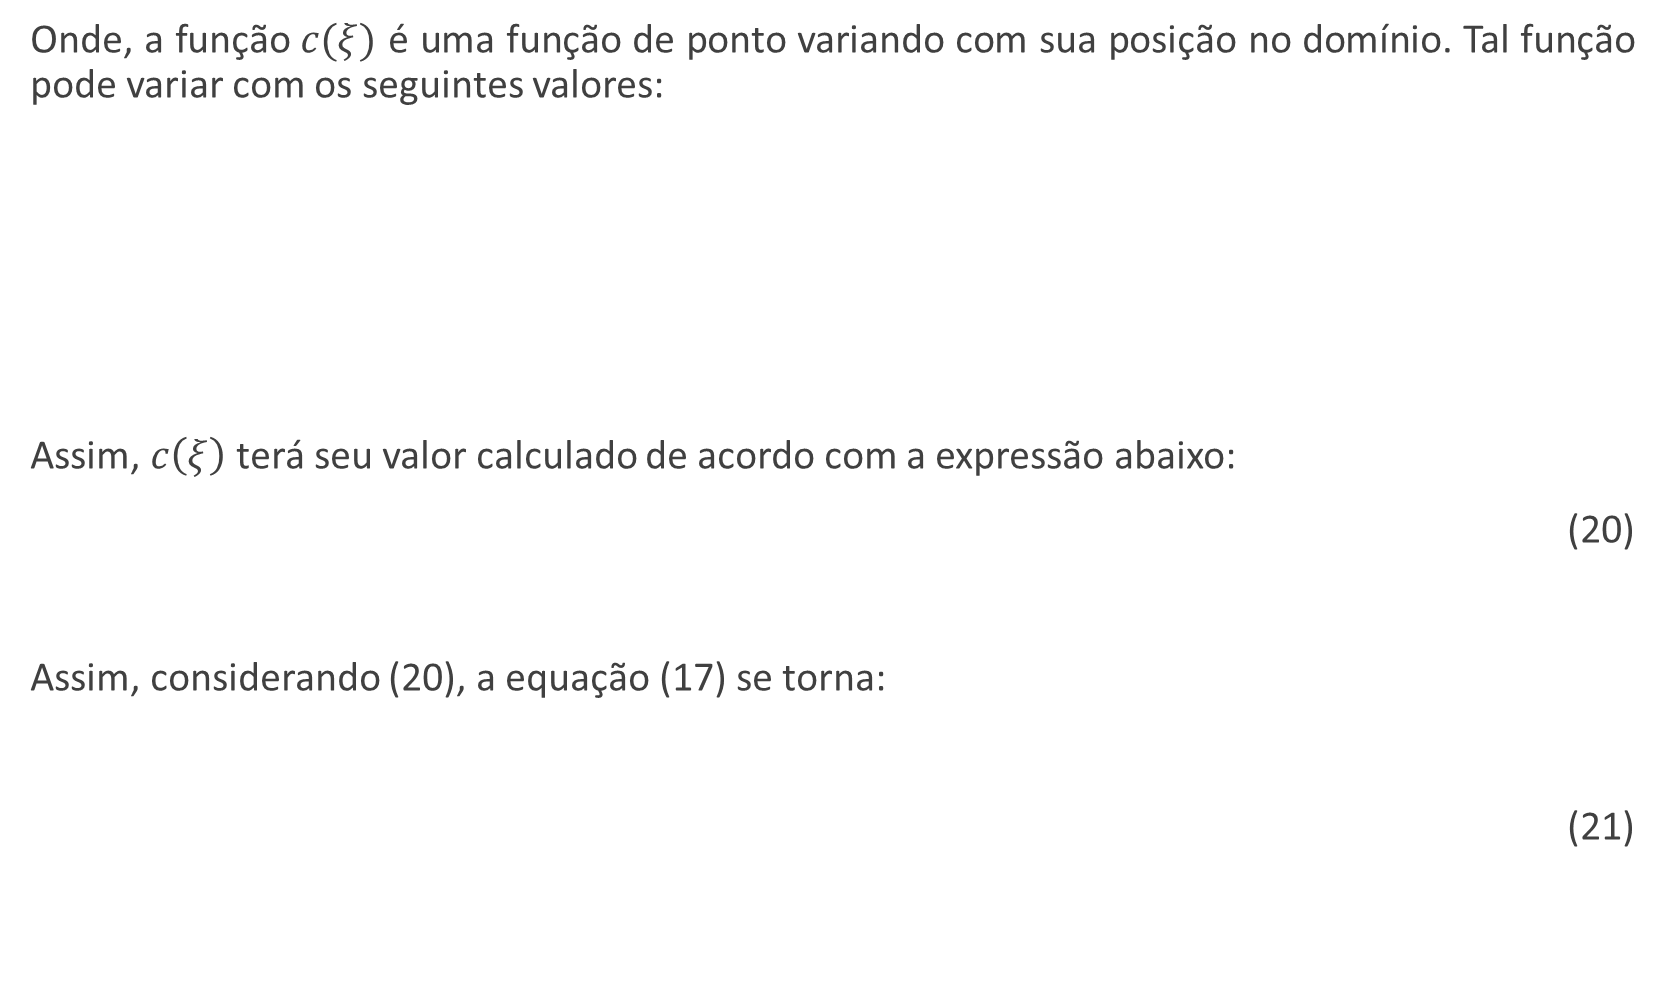 Onde, a função c(ξ) é uma função de ponto variando com sua posição no domínio. Tal função
pode variar com os seguintes valores:
Assim, c(ξ) terá seu valor calculado de acordo com a expressão abaixo:
(20)
Assim, considerando (20), a equação (17) se torna:
(21)